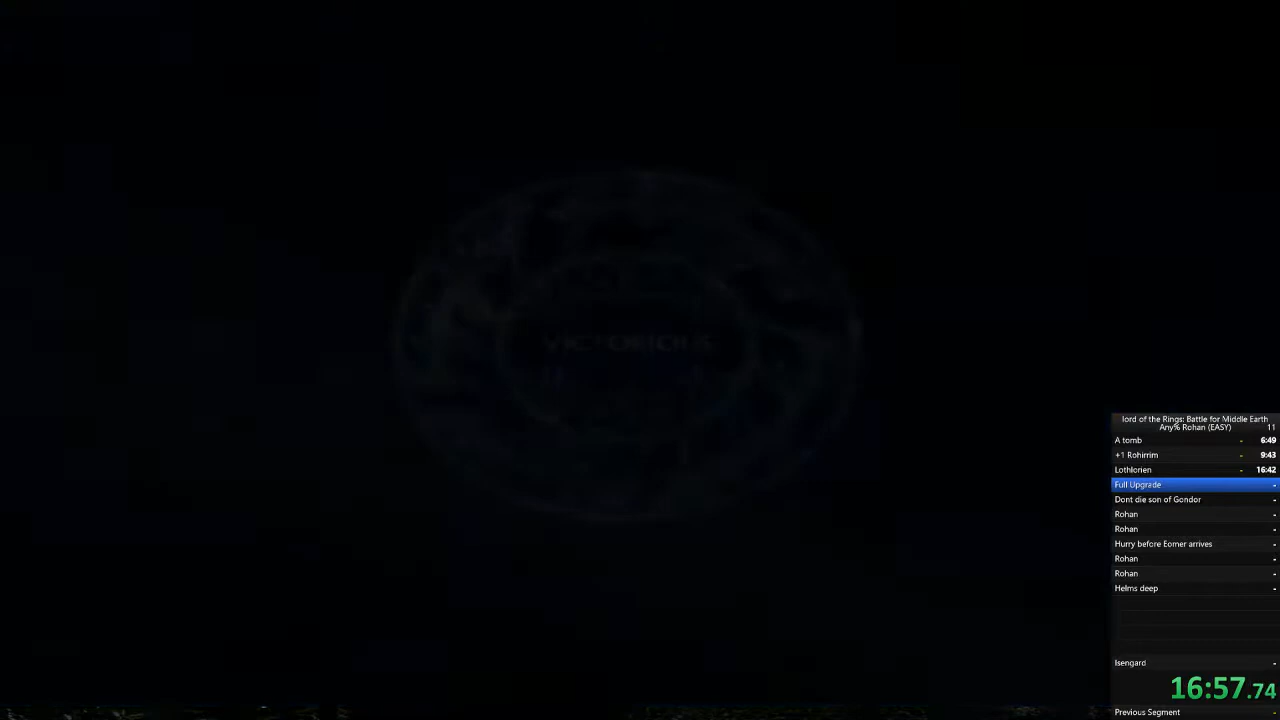 VICTORIOUS
lord of the Rings: Battle for Middle Earth
Any% Rohan (EASY) 11
A tomb - 6:49
+1 Rohirrim - 9:43
Lothlorien - 16:42
Full Upgrade -
Dont die son of Gondor -
Rohan -
Rohan -
Hurry before Eomer arrives -
Rohan -
Rohan -
Helms deep -
Isengard -
16:57.74
Previous Segment -